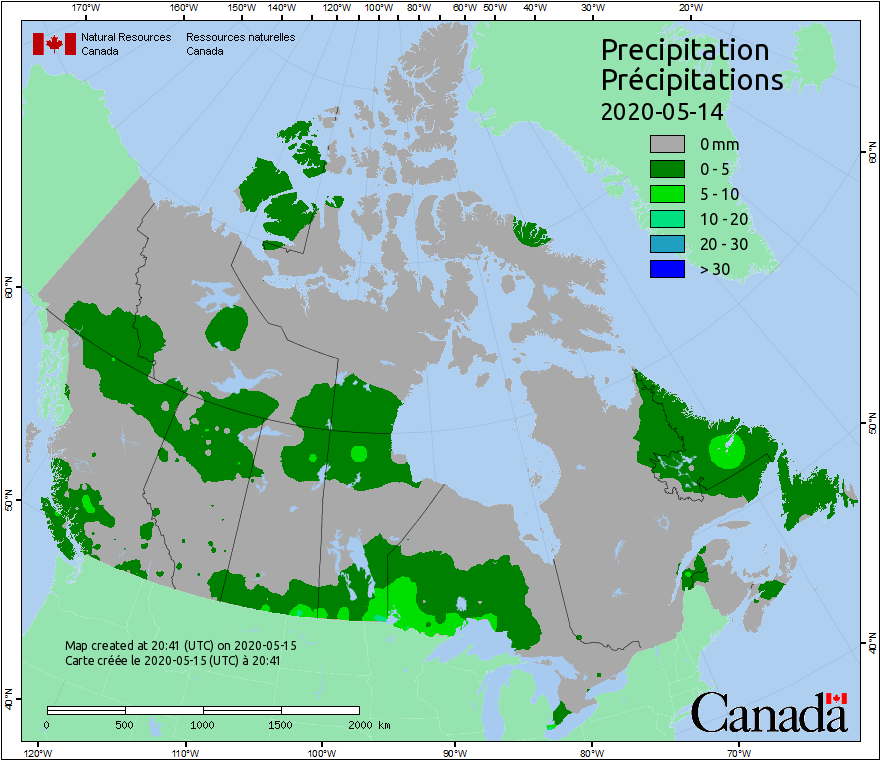 170°W 160°W 150°W 140°W 120°W 100°W 80°W 60°W 50°W 40°W 30°W 20°W
Natural Resources Ressources naturelles
Canada Canada
Precipitation
Précipitations
2020-05-14
0 mm
0 - 5
5 - 10
10 - 20
20 - 30
> 30
60°N
60°N
50°N
50°N
40°N
40°N
Map created at 20:41 (UTC) on 2020-05-15
Carte créée le 2020-05-15 (UTC) à 20:41
0 500 1000 1500 2000 km
Canada
120°W 110°W 100°W 90°W 80°W 70°W